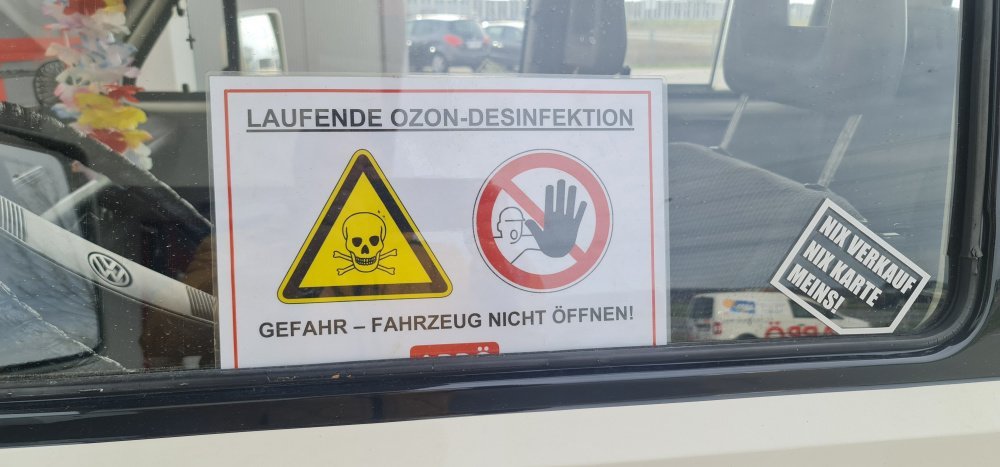 LAUFENDE OZON-DESINFEKTION
GEFAHR – FAHRZEUG NICHT ÖFFNEN!
NIX VERKAUF
NIX KARTE
MEINS!